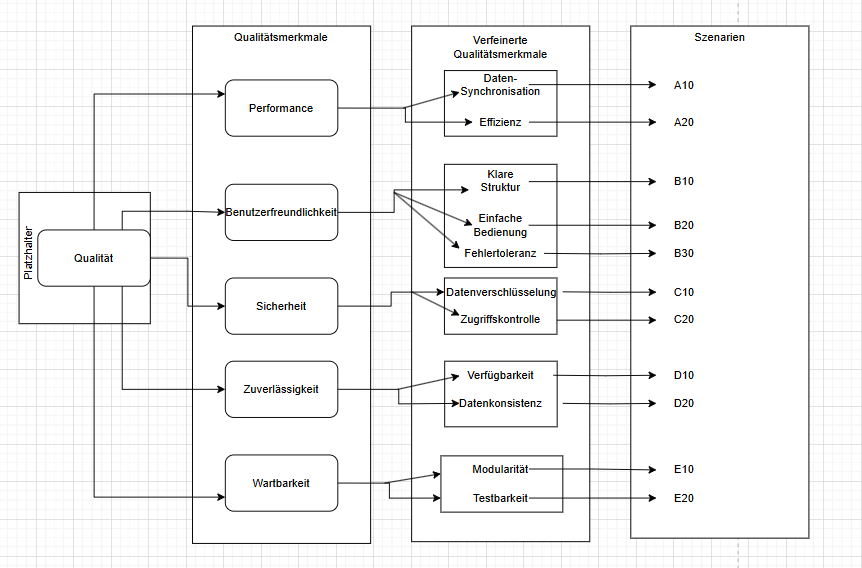 Qualitätsmerkmale
Verfeinerte
Qualitätsmerkmale
Szenarien
Platzhalter
Qualität
Performance
Daten-
Synchronisation
A10
Effizienz
A20
Benutzerfreundlichkeit
Klare
Struktur
B10
Einfache
Bedienung
B20
Fehlertoleranz
B30
Sicherheit
Datenverschlüsselung
C10
Zugriffskontrolle
C20
Zuverlässigkeit
Verfügbarkeit
D10
Datenkonsistenz
D20
Wartbarkeit
Modularität
E10
Testbarkeit
E20